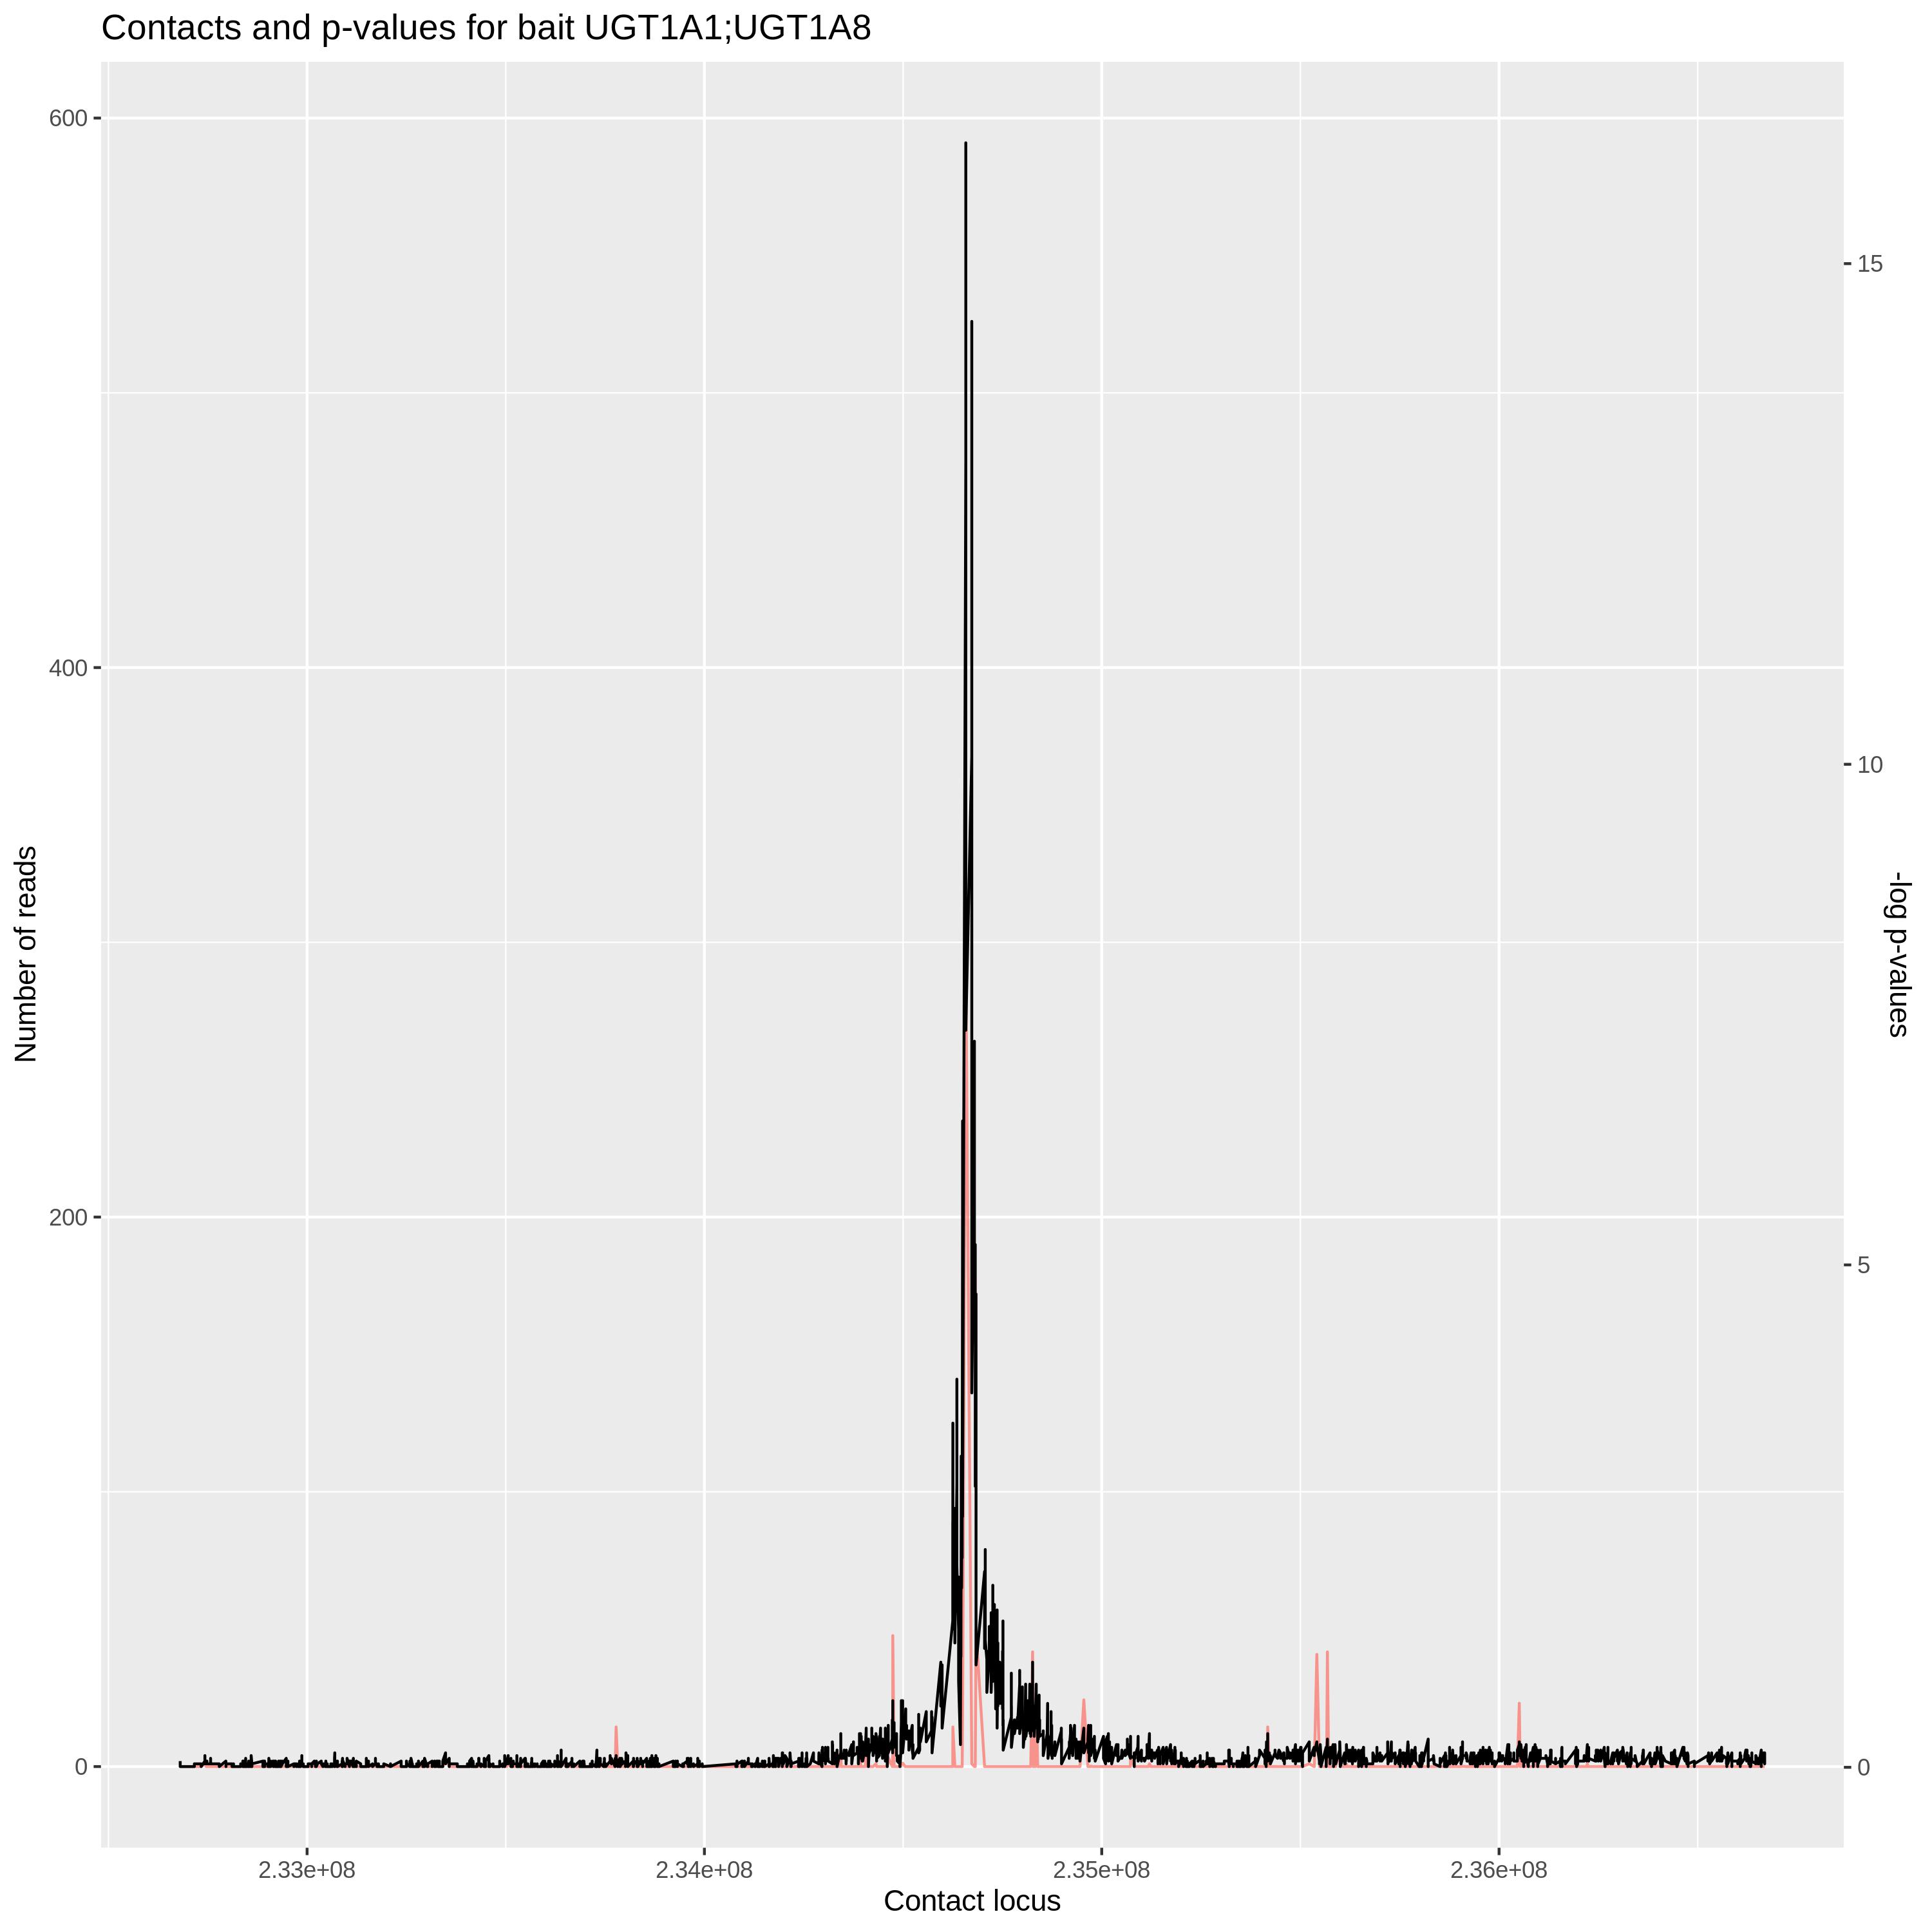 Contacts and p-values for bait UGT1A1;UGT1A8
600
400
200
0
Number of reads
15
10
5
0
-log p-values
2.33e+08
2.34e+08
2.35e+08
2.36e+08
Contact locus